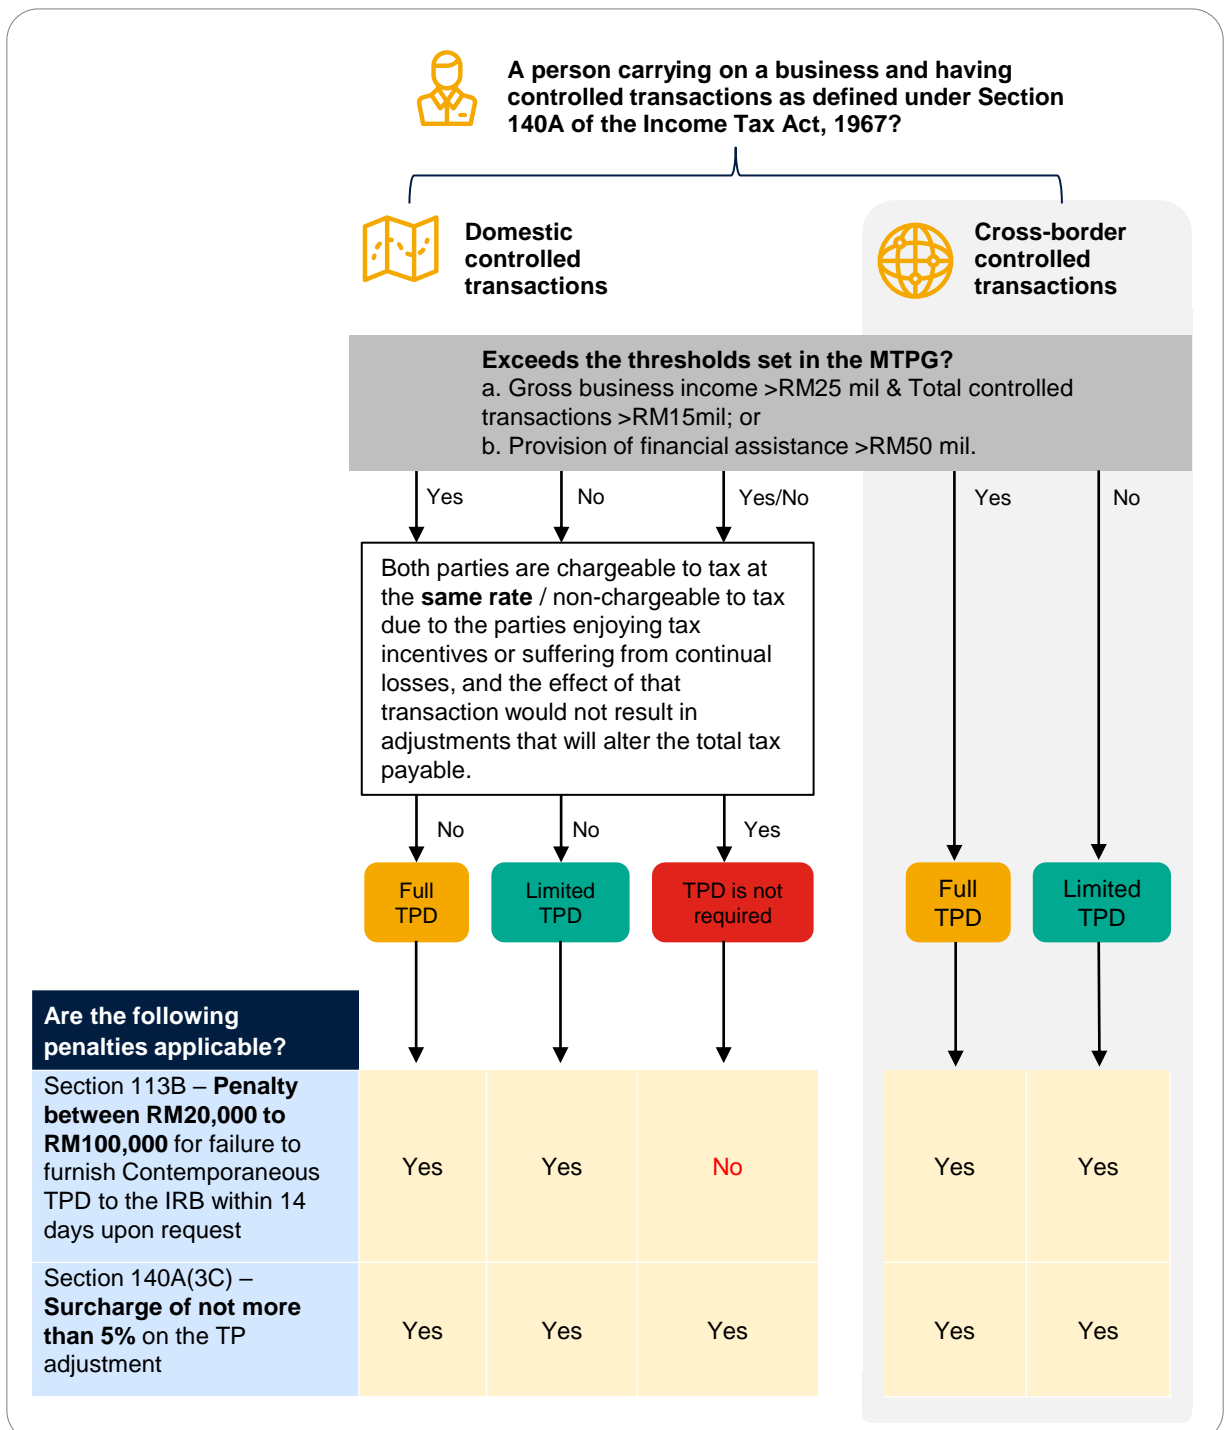 A person carrying on a business and having
controlled transactions as defined under Section
140A of the Income Tax Act, 1967?
Domestic
controlled
transactions
Cross-border
controlled
transactions
Exceeds the thresholds set in the MTPG?
a. Gross business income >RM25 mil & Total controlled
transactions >RM15mil; or
b. Provision of financial assistance >RM50 mil.
Yes
No
Yes/No
Yes
No
Both parties are chargeable to tax at
the same rate / non-chargeable to tax
due to the parties enjoying tax
incentives or suffering from continual
losses, and the effect of that
transaction would not result in
adjustments that will alter the total tax
payable.
No
No
Yes
Full
TPD
Limited
TPD
TPD is not
required
Full
TPD
Limited
TPD
Are the following
penalties applicable?
Section 113B – Penalty
between RM20,000 to
RM100,000 for failure to
furnish Contemporaneous
TPD to the IRB within 14
days upon request
Yes
Yes
No
Yes
Yes
Section 140A(3C) –
Surcharge of not more
than 5% on the TP
adjustment
Yes
Yes
Yes
Yes
Yes